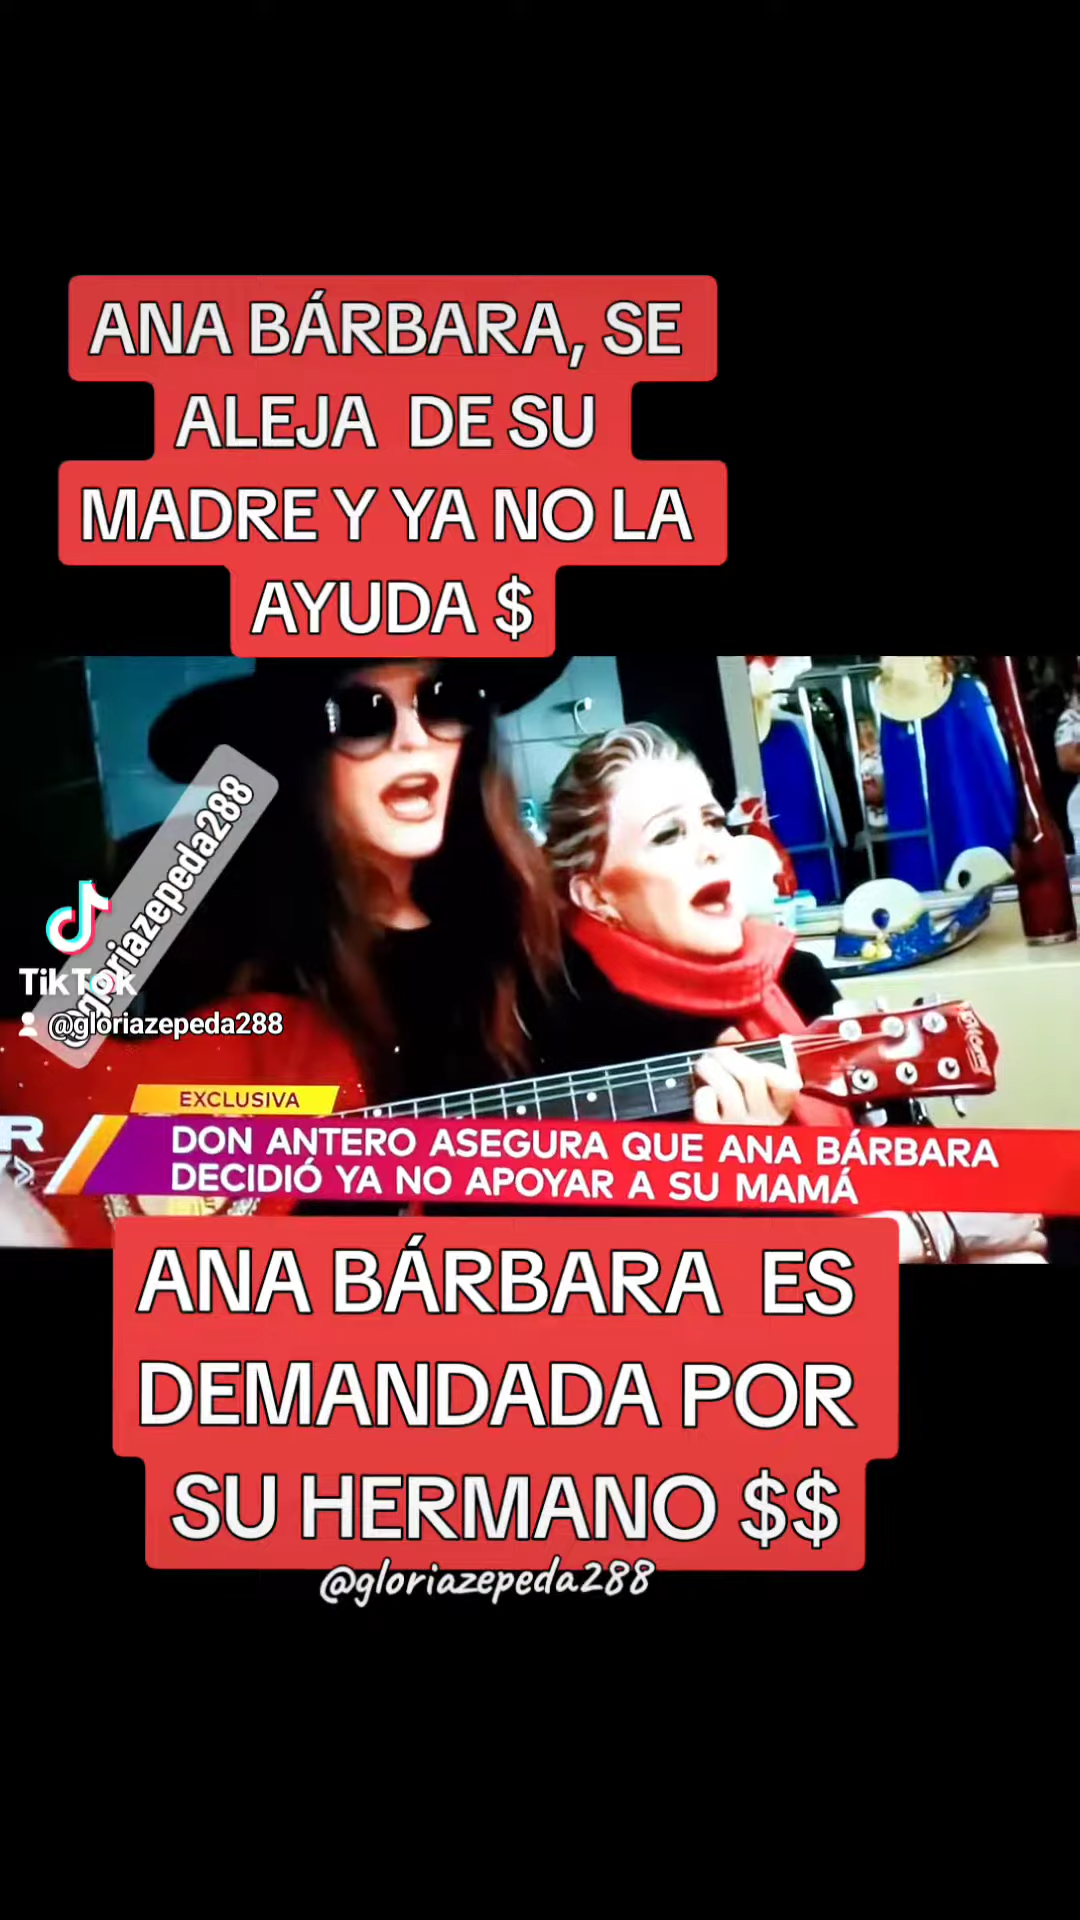 ANA BÁRBARA, SE
ALEJA DE SU
MADRE Y YA NO LA
AYUDA $
@gloriazepeda288
TikTok
@gloriazepeda288
EXCLUSIVA
R
DON ANTERO ASEGURA QUE ANA BÁRBARA
DECIDIÓ YA NO APOYAR A SU MAMÁ
ANA BÁRBARA ES
DEMANDADA POR
SU HERMANO $$
@gloriazepeda288